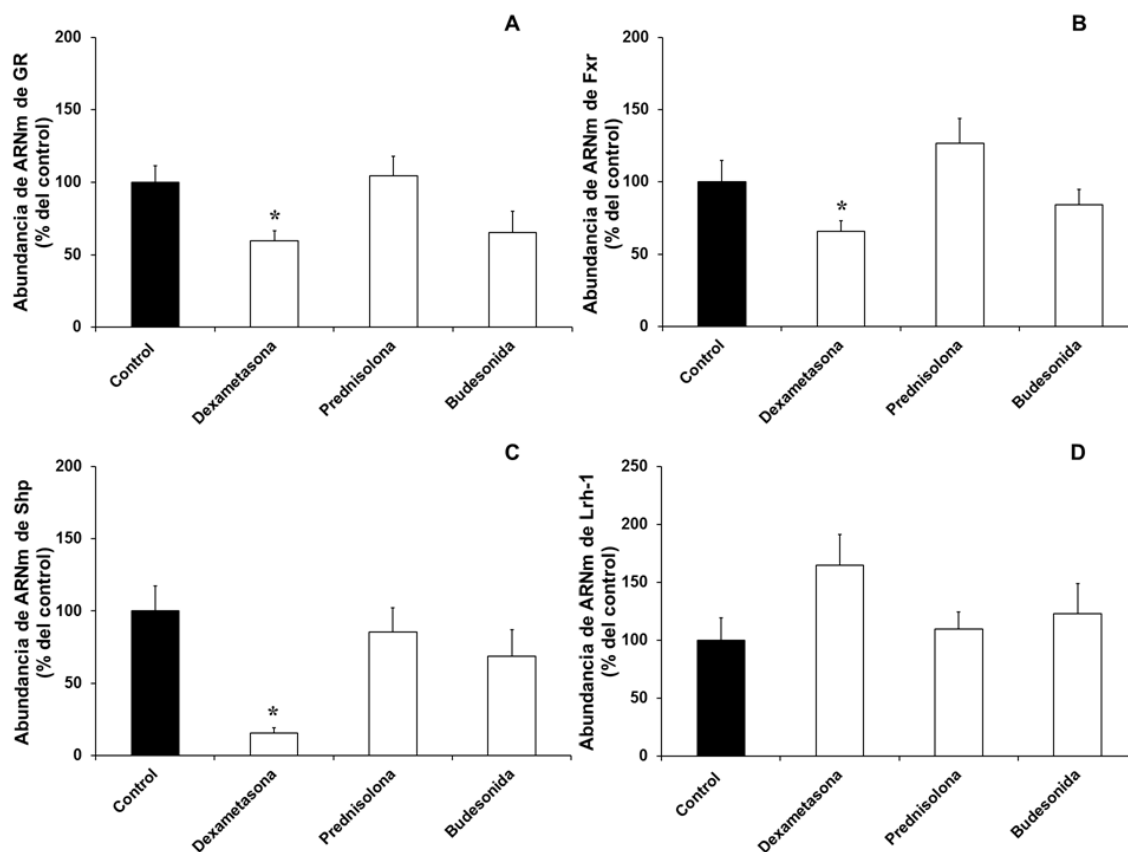 A
Abundancia de ARNm de GR
(% del control)
200
150
100
50
0
*
Control
Dexametasona
Prednisolona
Budesonida
B
Abundancia de ARNm de Fxr
(% del control)
200
150
100
50
0
*
Control
Dexametasona
Prednisolona
Budesonida
C
Abundancia de ARNm de Shp
(% del control)
200
150
100
50
0
*
Control
Dexametasona
Prednisolona
Budesonida
D
Abundancia de ARNm de Lrh-1
(% del control)
250
200
150
100
50
0
Control
Dexametasona
Prednisolona
Budesonida